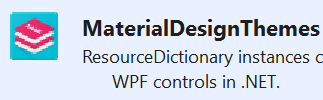 MaterialDesignThemes
ResourceDictionary instances c
WPF controls in .NET.